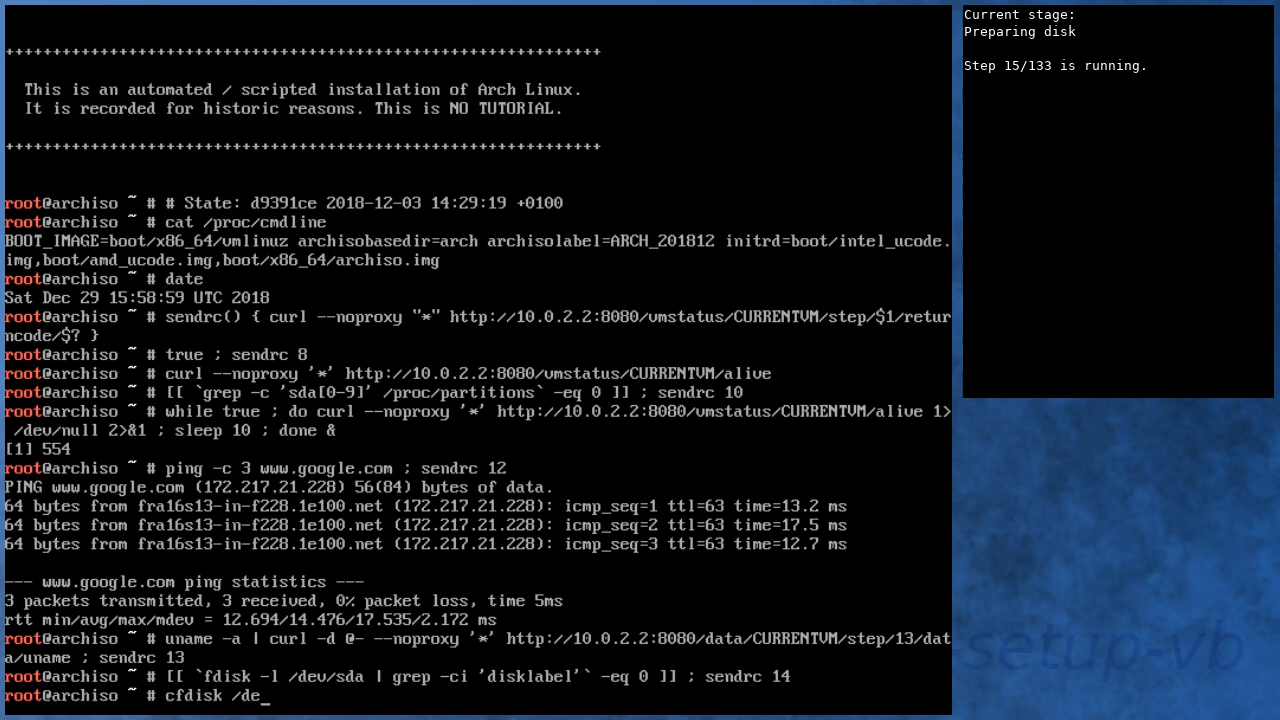 ++++++++++++++++++++++++++++++++++++++++++++++++++++++++++++++++
This is an automated / scripted installation of Arch Linux.
It is recorded for historic reasons. This is NO TUTORIAL.
++++++++++++++++++++++++++++++++++++++++++++++++++++++++++++++++
root@archiso ~ # # State: d9391ce 2018-12-03 14:29:19 +0100
root@archiso ~ # cat /proc/cmdline
BOOT_IMAGE=boot/x86_64/vmlinuz archisobasedir=arch archisolabel=ARCH_201812 initrd=boot/intel_ucode.
img,boot/amd_ucode.img,boot/x86_64/archiso.img
root@archiso ~ # date
Sat Dec 29 15:58:59 UTC 2018
root@archiso ~ # sendrc() { curl --noproxy "*" http://10.0.2.2:8080/vmstatus/CURRENTVM/step/$1/retur
ncode/$? }
root@archiso ~ # true ; sendrc 8
root@archiso ~ # curl --noproxy '*' http://10.0.2.2:8080/vmstatus/CURRENTVM/alive
root@archiso ~ # [[ `grep -c 'sda[0-9]' /proc/partitions` -eq 0 ]] ; sendrc 10
root@archiso ~ # while true ; do curl --noproxy '*' http://10.0.2.2:8080/vmstatus/CURRENTVM/alive 1>
/dev/null 2>&1 ; sleep 10 ; done &
[1] 554
root@archiso ~ # ping -c 3 www.google.com ; sendrc 12
PING www.google.com (172.217.21.228) 56(84) bytes of data.
64 bytes from fra16s13-in-f228.1e100.net (172.217.21.228): icmp_seq=1 ttl=63 time=13.2 ms
64 bytes from fra16s13-in-f228.1e100.net (172.217.21.228): icmp_seq=2 ttl=63 time=17.5 ms
64 bytes from fra16s13-in-f228.1e100.net (172.217.21.228): icmp_seq=3 ttl=63 time=12.7 ms
--- www.google.com ping statistics ---
3 packets transmitted, 3 received, 0% packet loss, time 5ms
rtt min/avg/max/mdev = 12.694/14.476/17.535/2.172 ms
root@archiso ~ # uname -a | curl -d @- --noproxy '*' http://10.0.2.2:8080/data/CURRENTVM/step/13/dat
a/uname ; sendrc 13
root@archiso ~ # [[ `fdisk -l /dev/sda | grep -ci 'disklabel'` -eq 0 ]] ; sendrc 14
root@archiso ~ # cfdisk /de_
Current stage:
Preparing disk
Step 15/133 is running.
-setup-vb